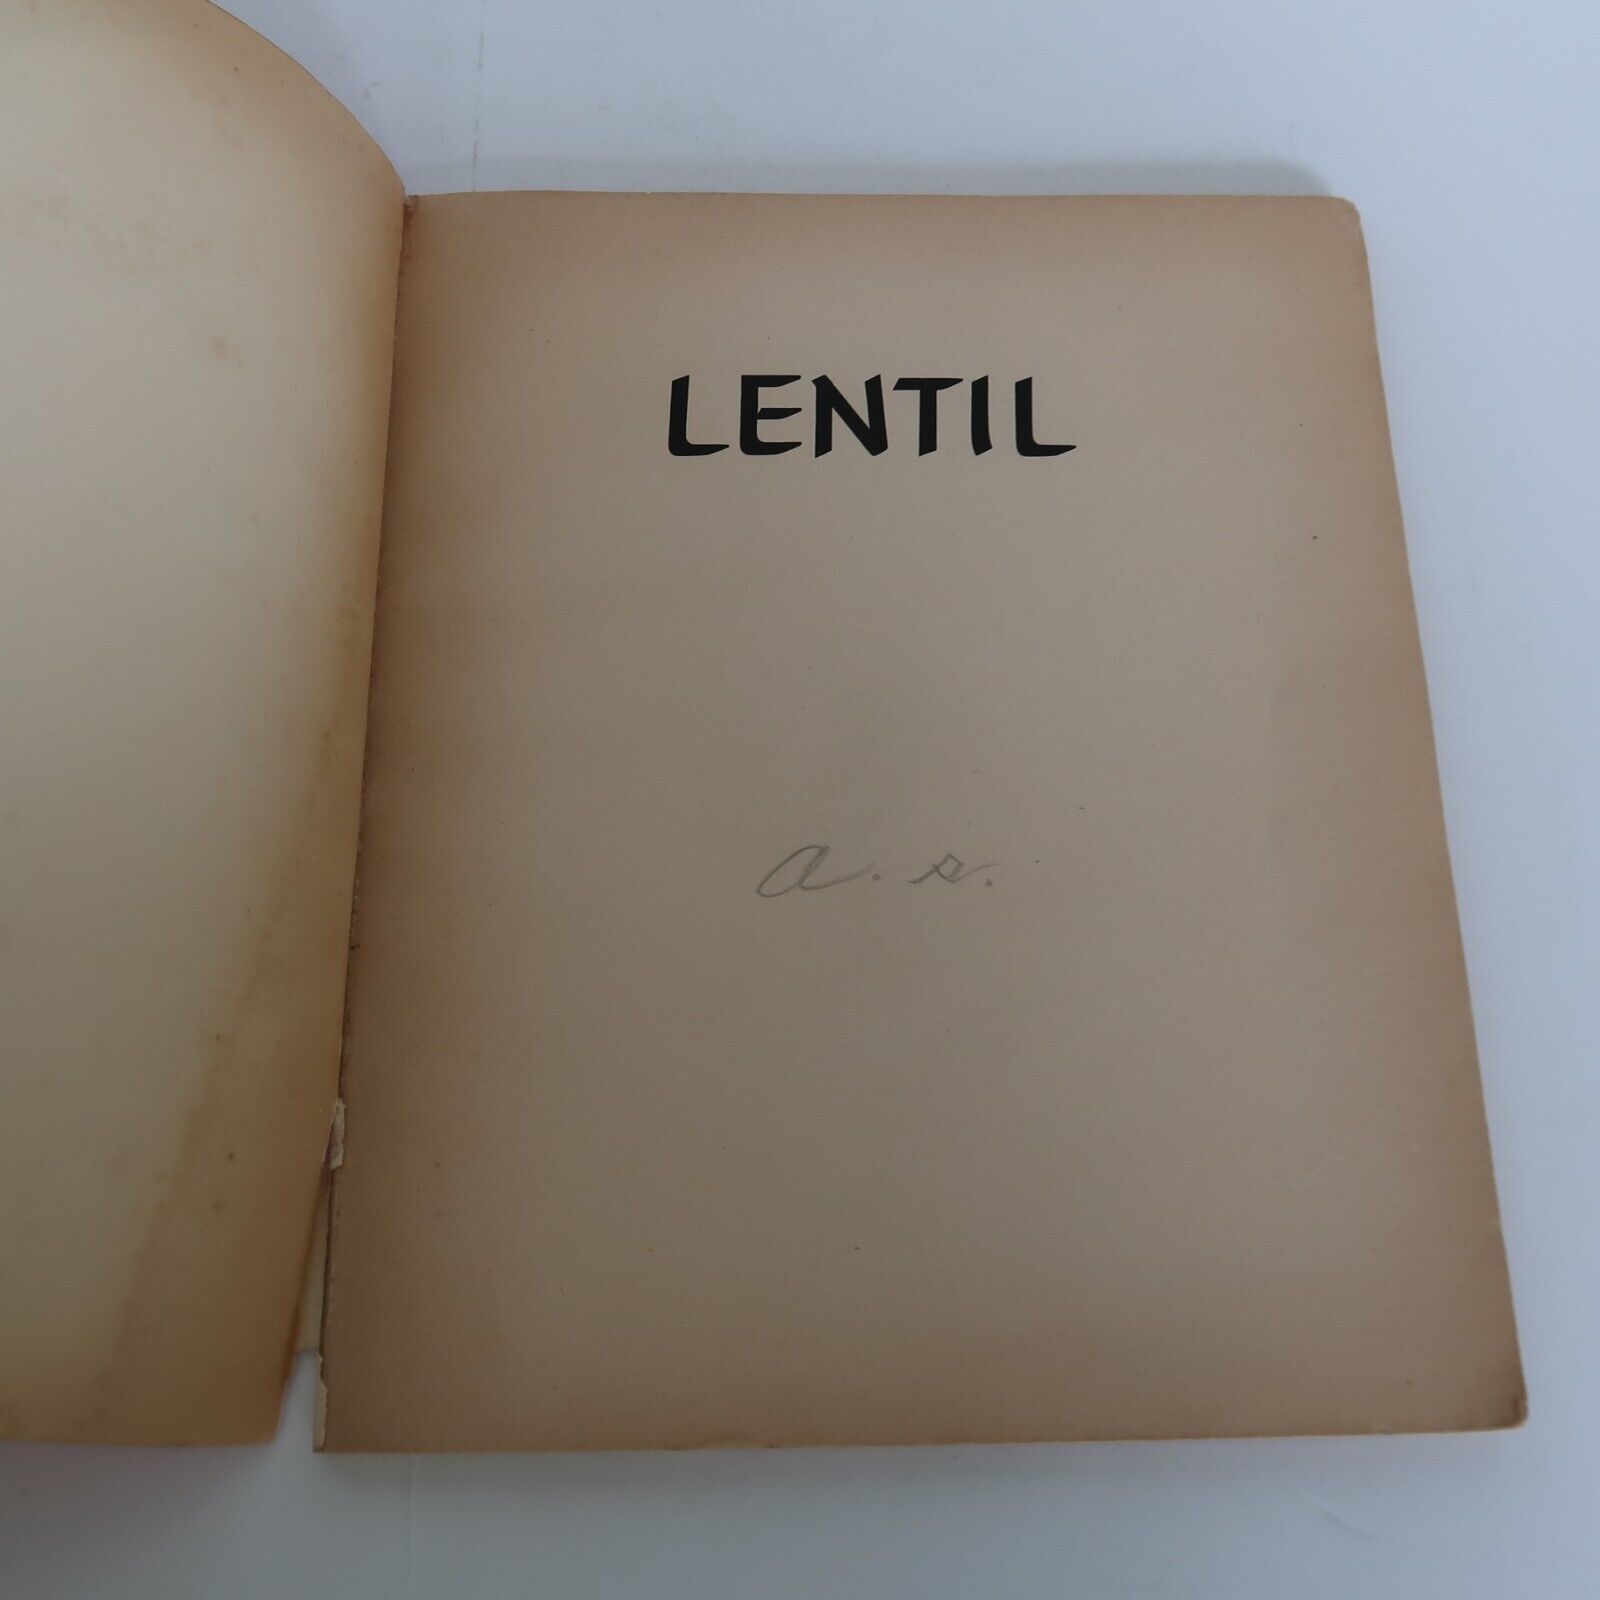 LENTIL
a. s.